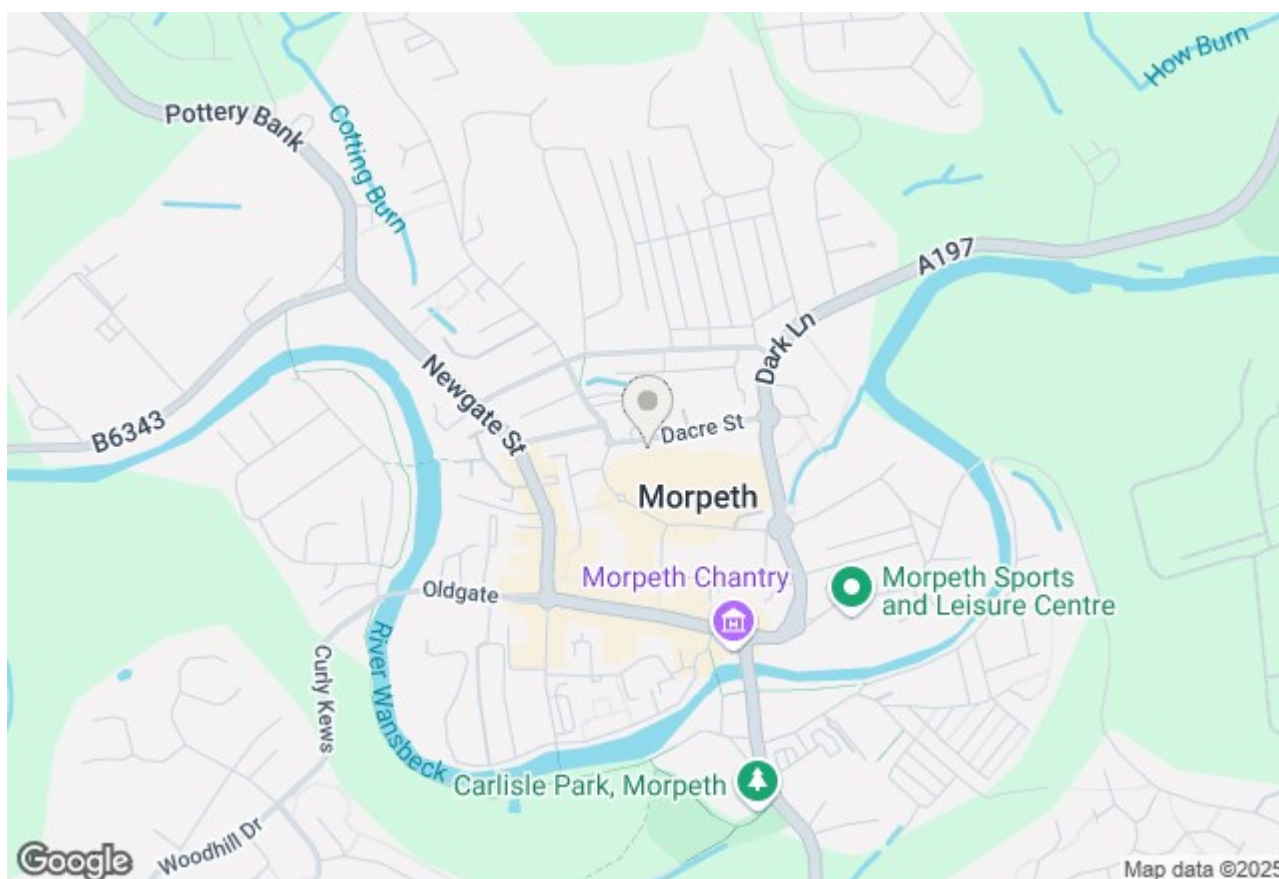 How Burn
Pottery Bank
Cotting Burn
A197
Dark Ln
Newgate St
Dacre St
B6343
Morpeth
Morpeth Chantry
Morpeth Sports
and Leisure Centre
Oldgate
River Wansbeck
Curly Kews
Carlisle Park, Morpeth
Woodhill Dr
Google
Map data ©2025